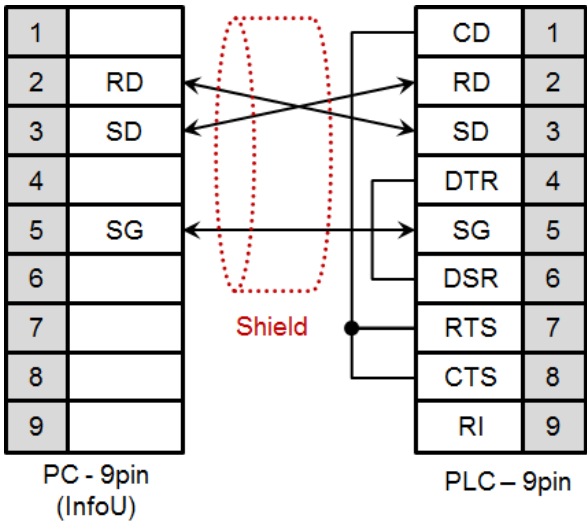 1 CD 1
2 RD RD 2
3 SD SD 3
4 DTR 4
5 SG SG 5
6 DSR 6
7 Shield RTS 7
8 CTS 8
9 RI 9
PC - 9pin
(InfoU)
PLC – 9pin